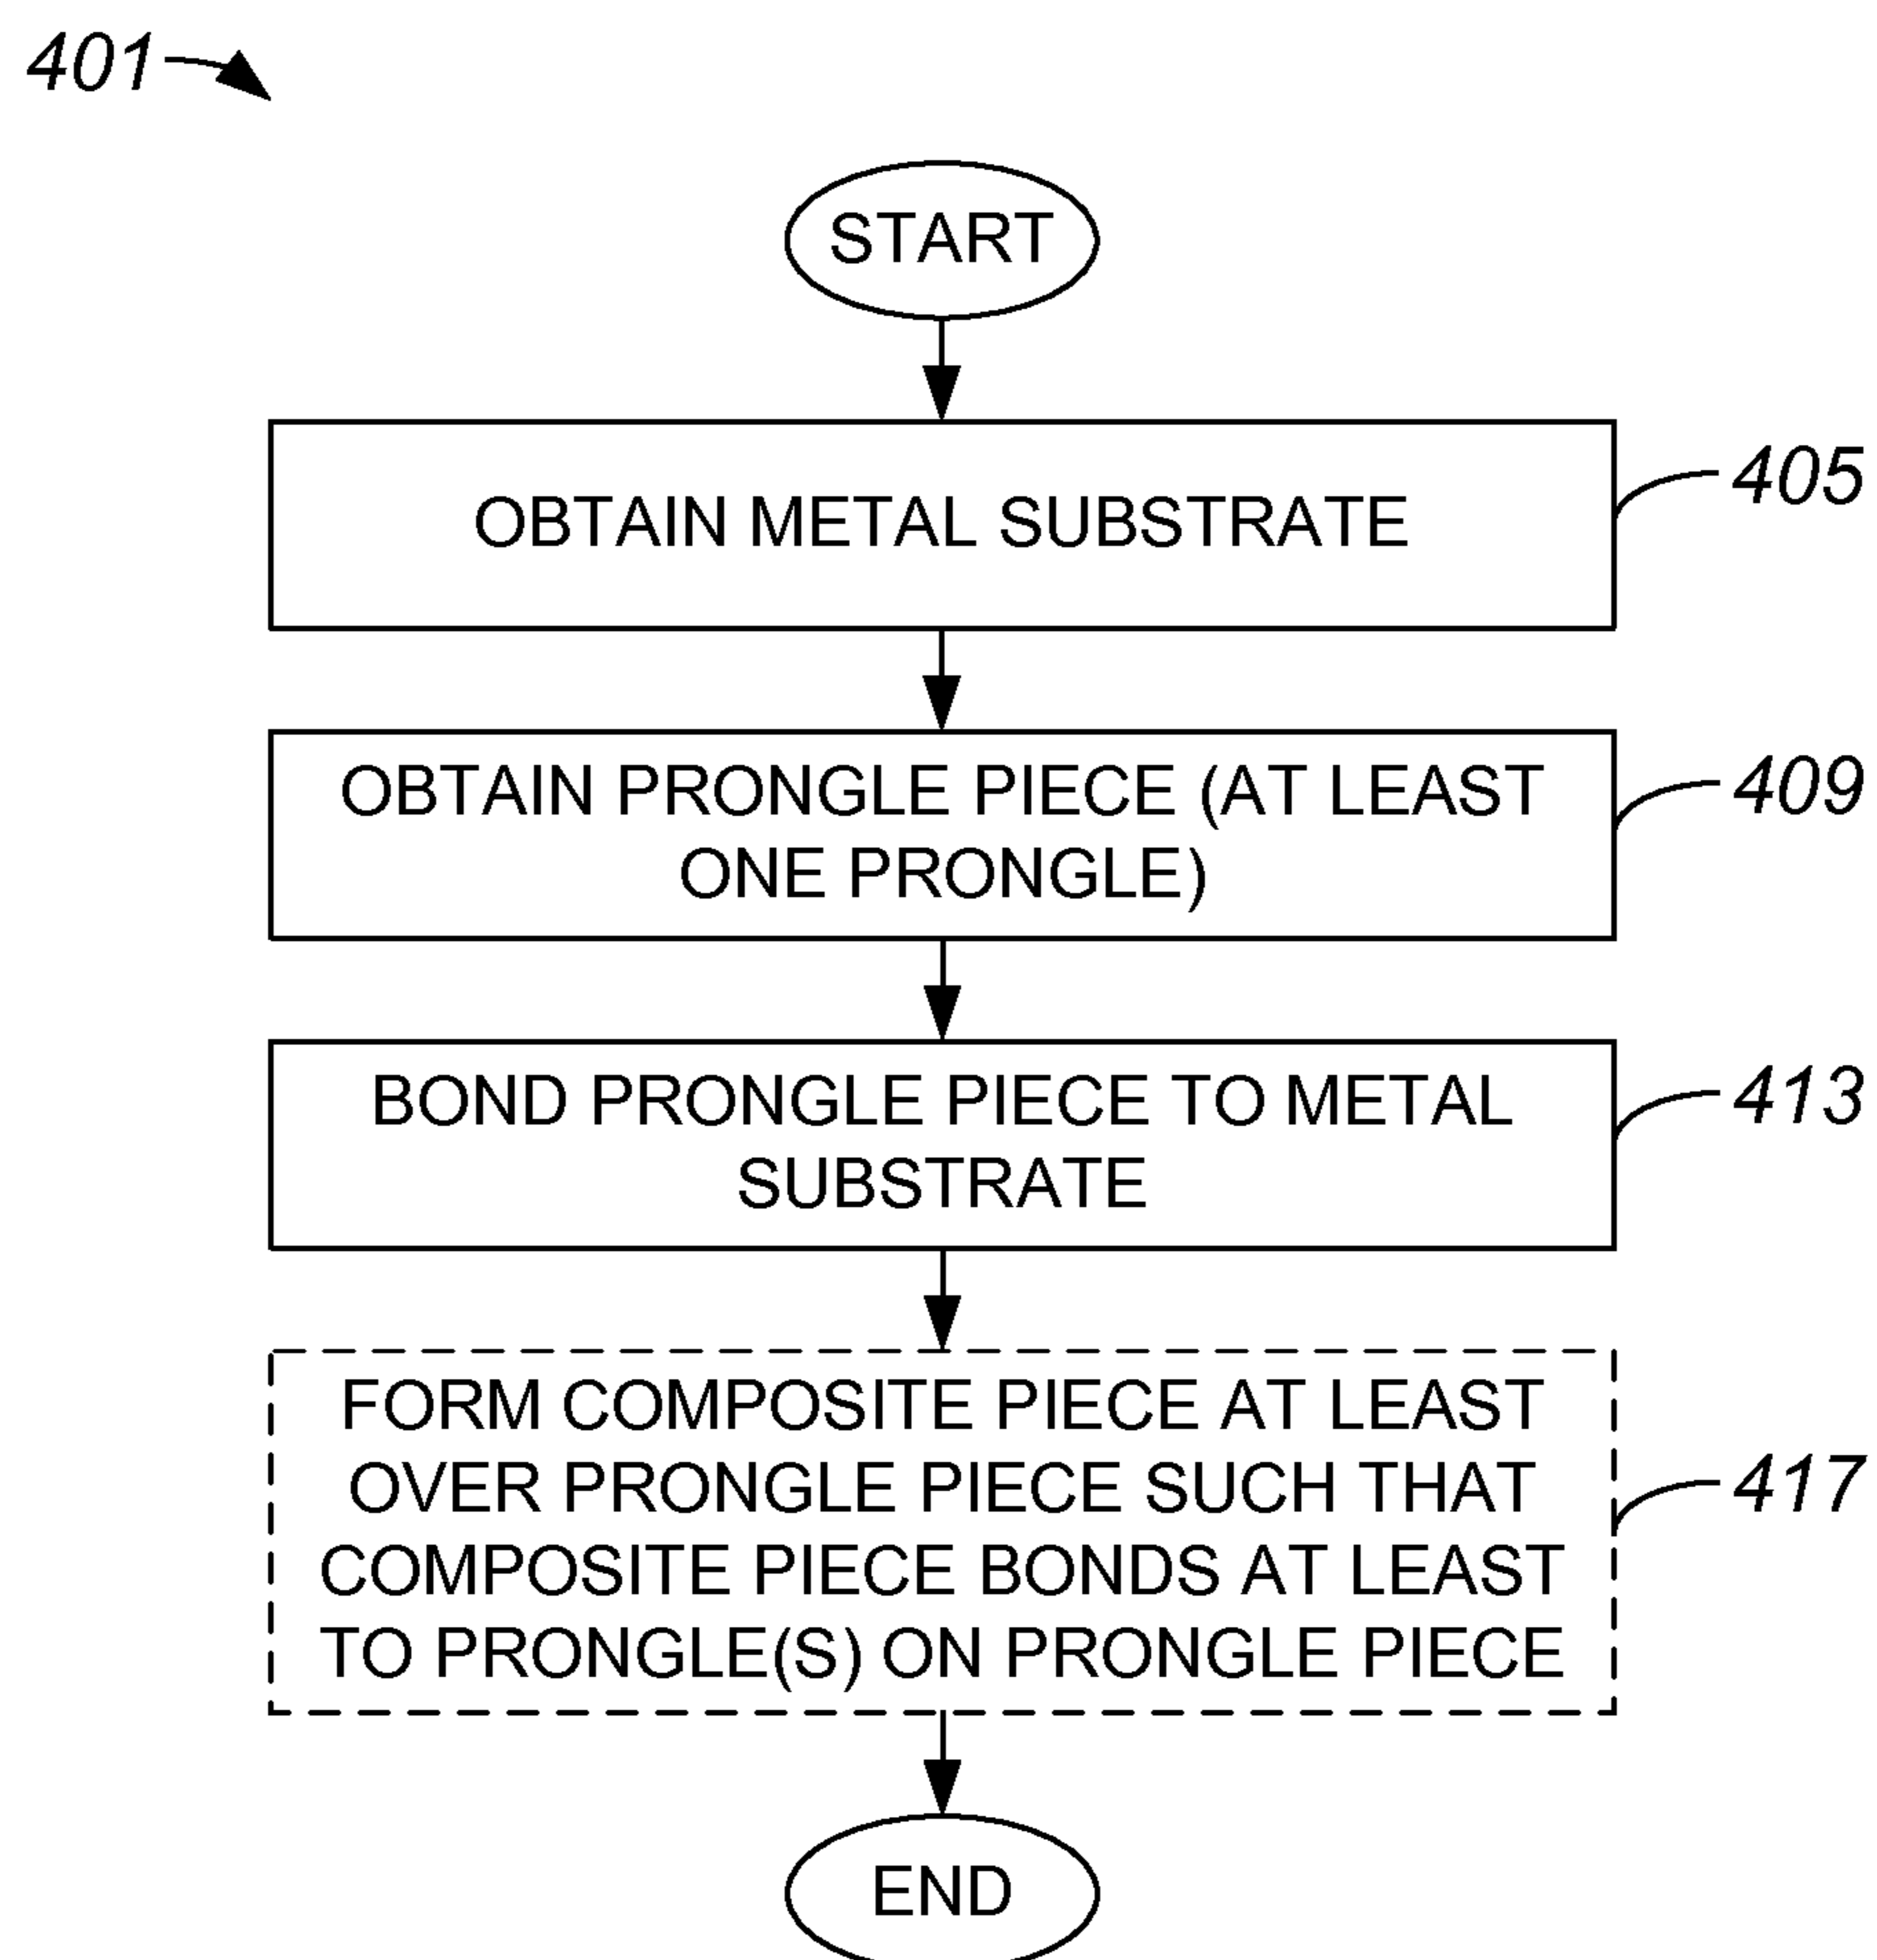 401
START
OBTAIN METAL SUBSTRATE
405
OBTAIN PRONGLE PIECE (AT LEAST
ONE PRONGLE)
409
BOND PRONGLE PIECE TO METAL
SUBSTRATE
413
FORM COMPOSITE PIECE AT LEAST
OVER PRONGLE PIECE SUCH THAT
COMPOSITE PIECE BONDS AT LEAST
TO PRONGLE(S) ON PRONGLE PIECE
417
END